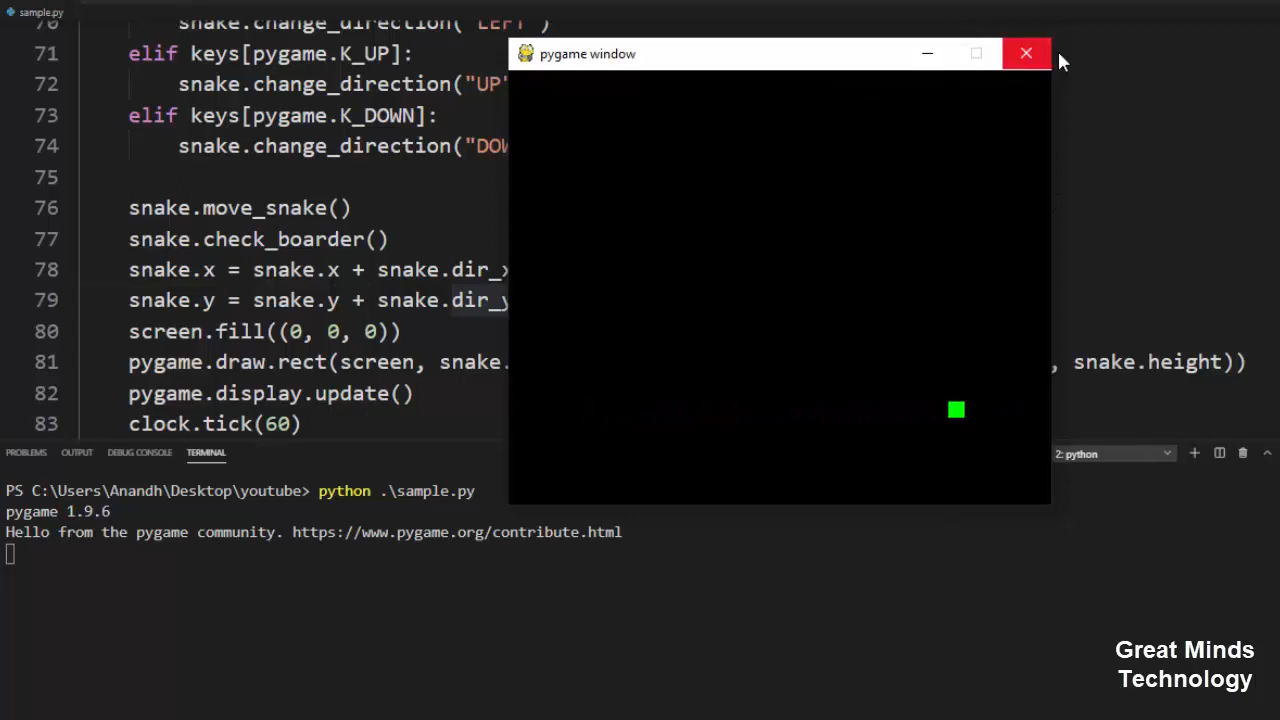 sample.py
70 snake.change_direction("LEFT")
71 elif keys[pygame.K_UP]:
72 snake.change_direction("UP"
73 elif keys[pygame.K_DOWN]:
74 snake.change_direction("DOW
75
76 snake.move_snake()
77 snake.check_boarder()
78 snake.x = snake.x + snake.dir_x
79 snake.y = snake.y + snake.dir_y
80 screen.fill((0, 0, 0))
81 pygame.draw.rect(screen, snake. , snake.height))
82 pygame.display.update()
83 clock.tick(60)
pygame window
PROBLEMS OUTPUT DEBUG CONSOLE TERMINAL 2: python
PS C:\Users\Anandh\Desktop\youtube> python .\sample.py
pygame 1.9.6
Hello from the pygame community. https://www.pygame.org/contribute.html
Great Minds
Technology